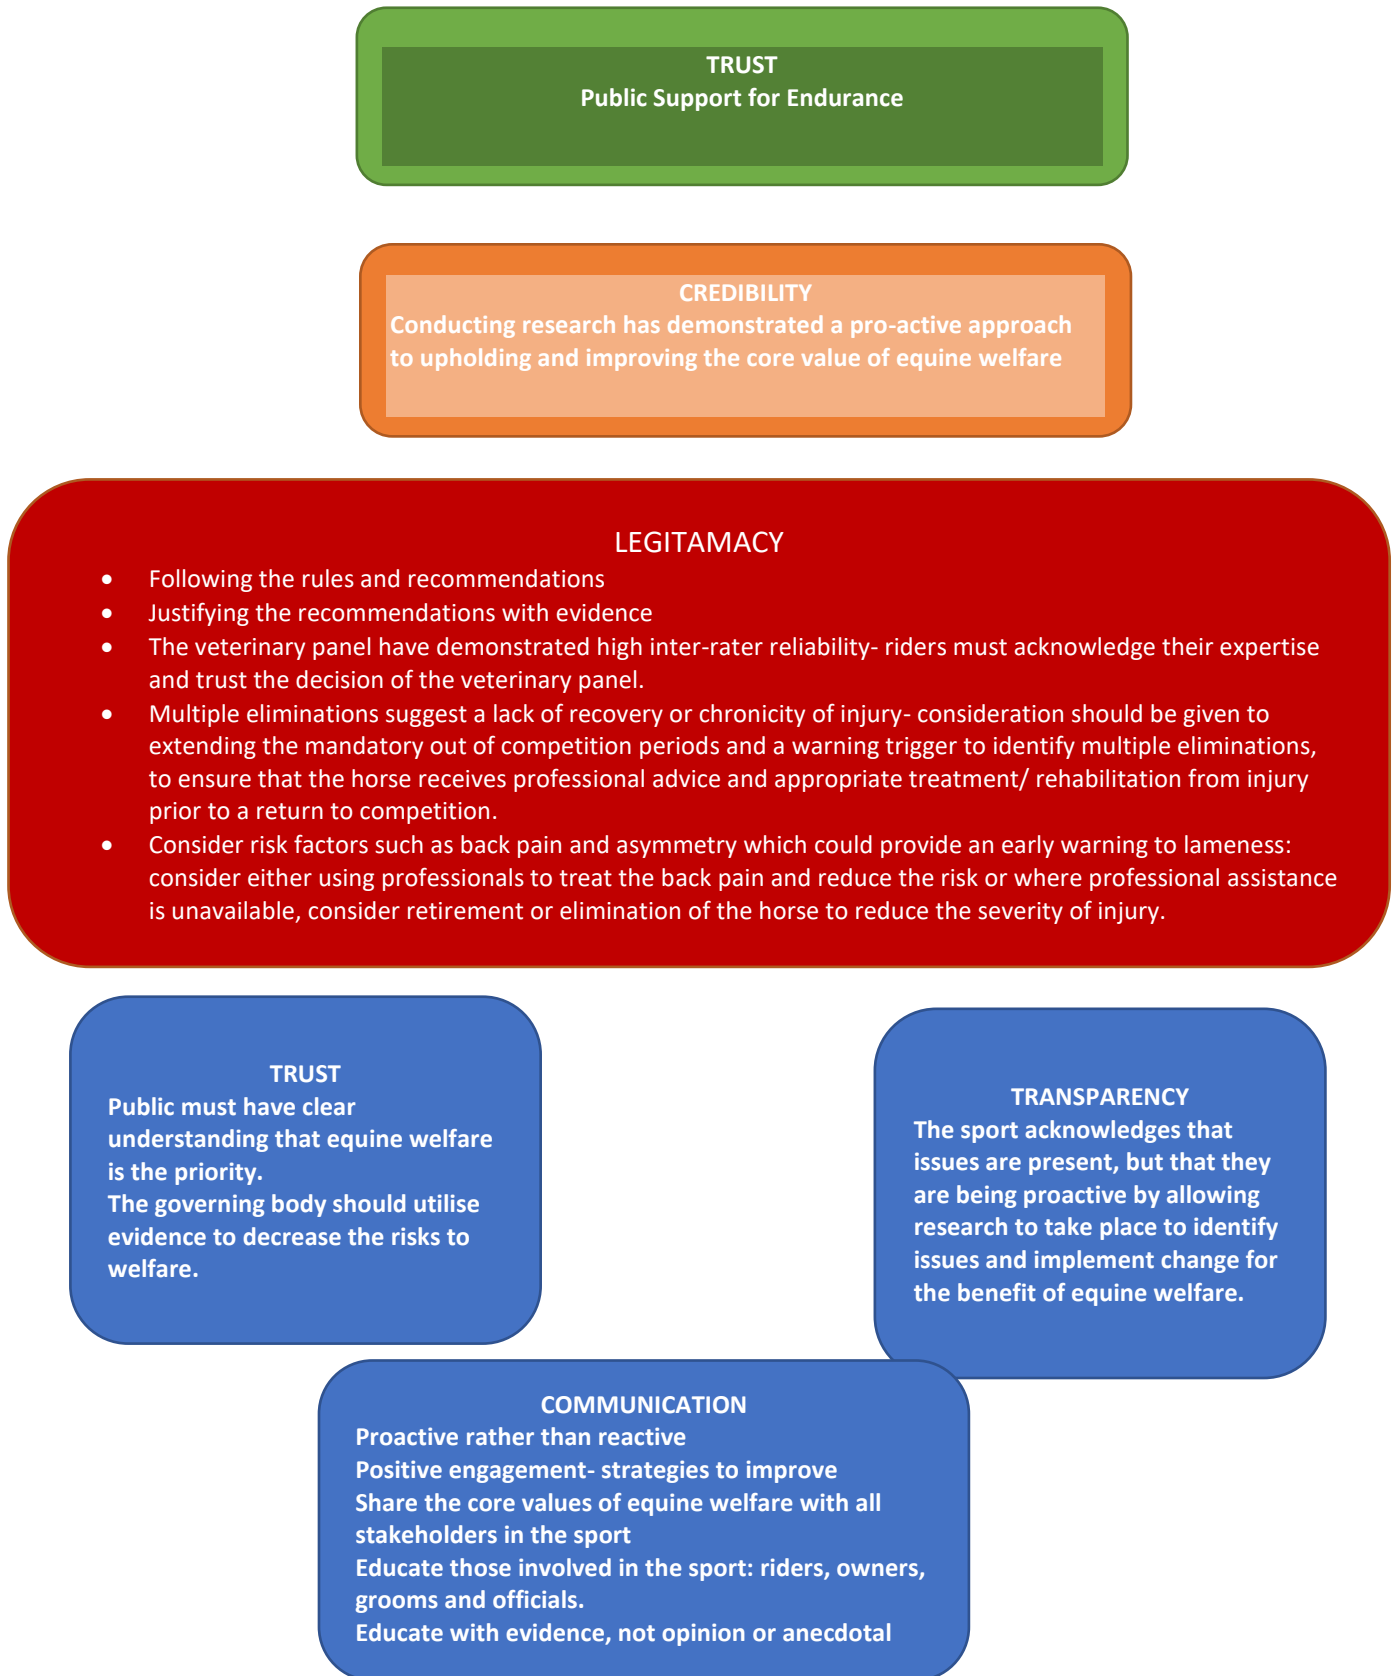 TRUST
Public Support for Endurance
CREDIBILITY
Conducting research has demonstrated a pro-active approach
to upholding and improving the core value of equine welfare
LEGITAMACY
• Following the rules and recommendations
• Justifying the recommendations with evidence
• The veterinary panel have demonstrated high inter-rater reliability- riders must acknowledge their expertise
and trust the decision of the veterinary panel.
• Multiple eliminations suggest a lack of recovery or chronicity of injury- consideration should be given to
extending the mandatory out of competition periods and a warning trigger to identify multiple eliminations,
to ensure that the horse receives professional advice and appropriate treatment/ rehabilitation from injury
prior to a return to competition.
• Consider risk factors such as back pain and asymmetry which could provide an early warning to lameness:
consider either using professionals to treat the back pain and reduce the risk or where professional assistance
is unavailable, consider retirement or elimination of the horse to reduce the severity of injury.
TRUST
Public must have clear
understanding that equine welfare
is the priority.
The governing body should utilise
evidence to decrease the risks to
welfare.
TRANSPARENCY
The sport acknowledges that
issues are present, but that they
are being proactive by allowing
research to take place to identify
issues and implement change for
the benefit of equine welfare.
COMMUNICATION
Proactive rather than reactive
Positive engagement- strategies to improve
Share the core values of equine welfare with all
stakeholders in the sport
Educate those involved in the sport: riders, owners,
grooms and officials.
Educate with evidence, not opinion or anecdotal